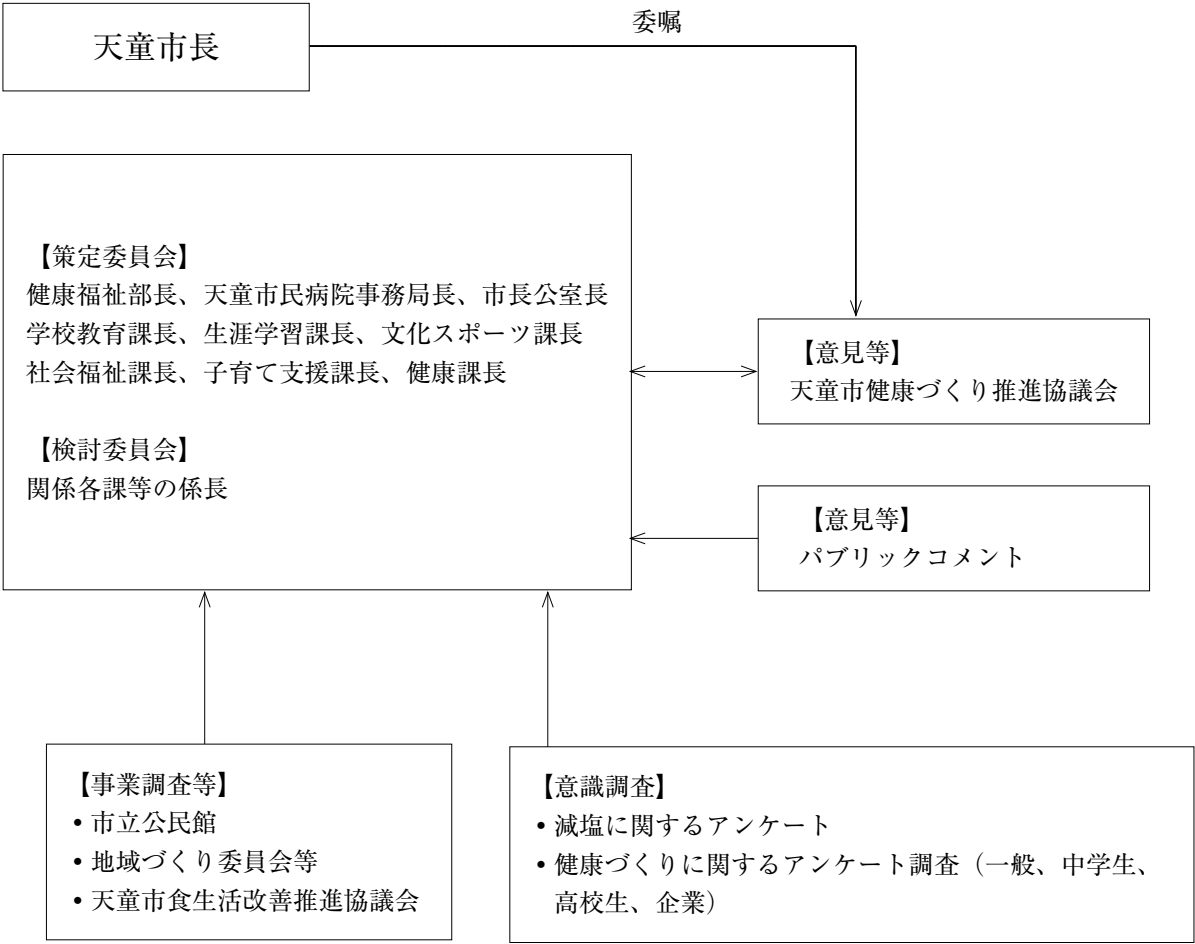 天童市長
委嘱
【策定委員会】
健康福祉部長、天童市民病院事務局長、市長公室長
学校教育課長、生涯学習課長、文化スポーツ課長
社会福祉課長、子育て支援課長、健康課長
【検討委員会】
関係各課等の係長
【意見等】
天童市健康づくり推進協議会
【意見等】
パブリックコメント
【事業調査等】
• 市立公民館
• 地域づくり委員会等
• 天童市食生活改善推進協議会
【意識調査】
• 減塩に関するアンケート
• 健康づくりに関するアンケート調査（一般、中学生、
高校生、企業）